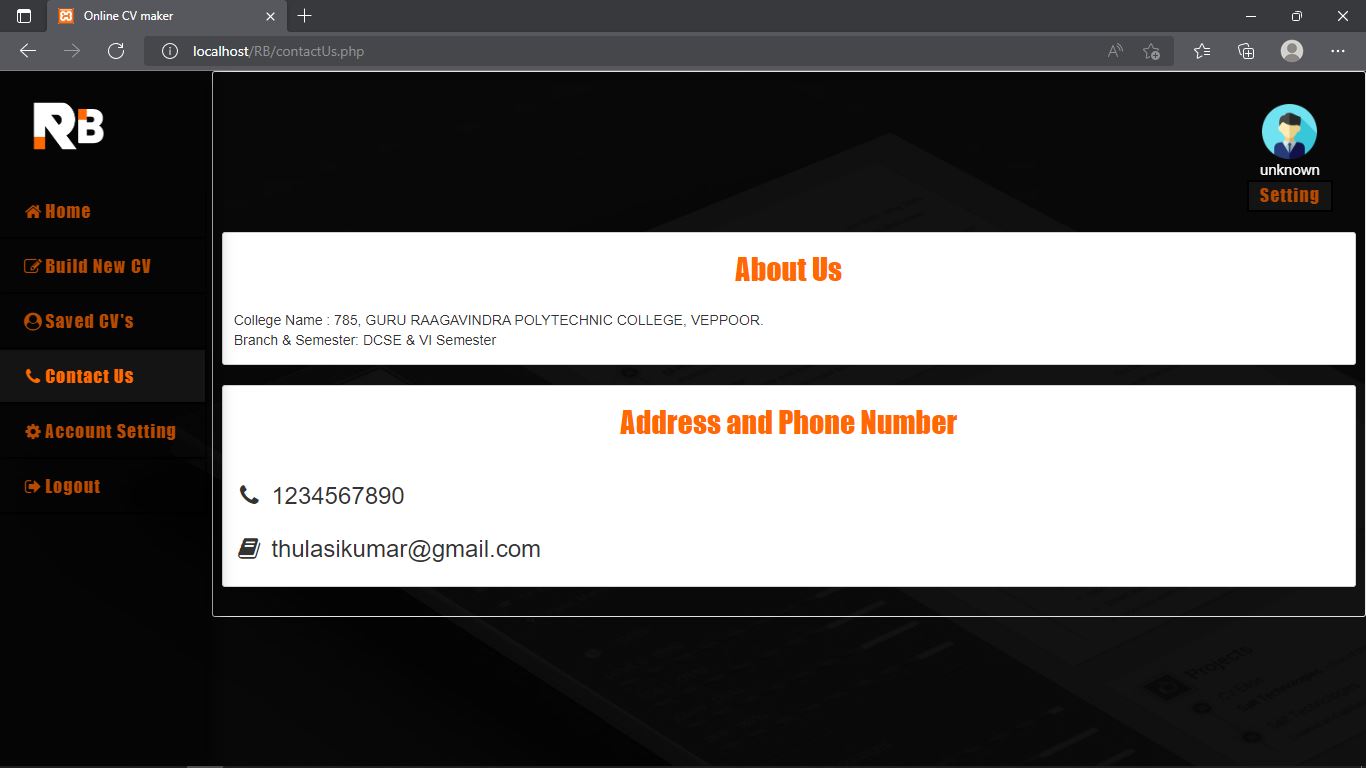 Online CV maker
localhost/RB/contactUs.php
RB
unknown
Setting
Home
Build New CV
Saved CV's
Contact Us
Account Setting
Logout
About Us
College Name : 785, GURU RAAGAVINDRA POLYTECHNIC COLLEGE, VEPPOOR.
Branch & Semester: DCSE & VI Semester
Address and Phone Number
1234567890
thulasikumar@gmail.com
Projects